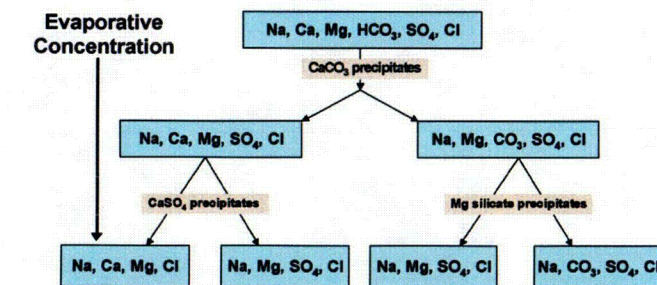 Evaporative
Concentration
Na, Ca, Mg, HCO₃, SO₄, Cl
CaCO₃ precipitates
Na, Ca, Mg, SO₄, Cl
Na, Mg, CO₃, SO₄, Cl
CaSO₄ precipitates
Mg silicate precipitates
Na, Ca, Mg, Cl
Na, Mg, SO₄, Cl
Na, Mg, SO₄, Cl
Na, CO₃, SO₄, Cl